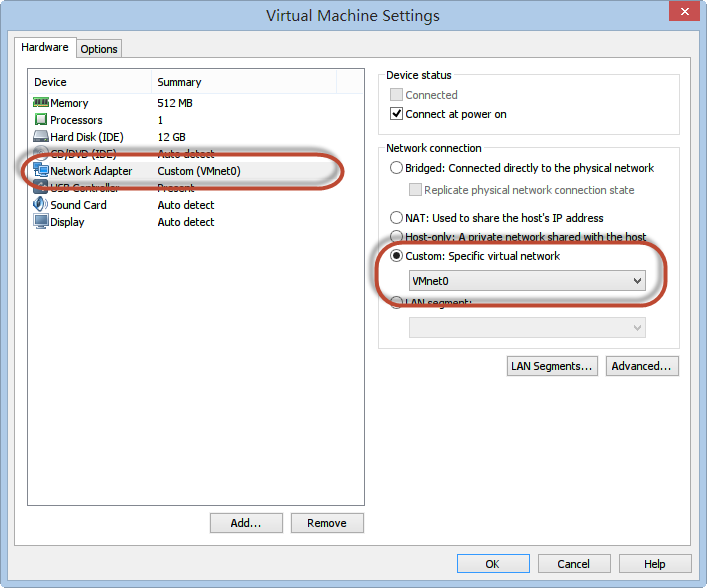 Virtual Machine Settings
Hardware
Options
Device Summary
Memory 512 MB
Processors 1
Hard Disk (IDE) 12 GB
CD/DVD (IDE) Auto detect
Network Adapter Custom (VMnet0)
USB Controller Present
Sound Card Auto detect
Display Auto detect
Add...
Remove
Device status
Connected
Connect at power on
Network connection
Bridged: Connected directly to the physical network
Replicate physical network connection state
NAT: Used to share the host's IP address
Host-only: A private network shared with the host
Custom: Specific virtual network
VMnet0
LAN segment:
LAN Segments...
Advanced...
OK
Cancel
Help